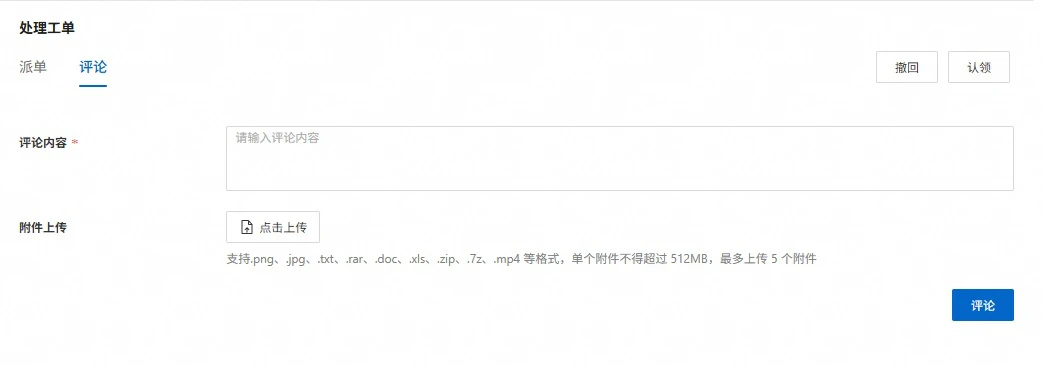 处理工单
派单 评论 撤回 认领
评论内容 * 请输入评论内容
附件上传 点击上传
支持.png、.jpg、.txt、.rar、.doc、.xls、.zip、.7z、.mp4 等格式，单个附件不得超过 512MB，最多上传 5 个附件
评论